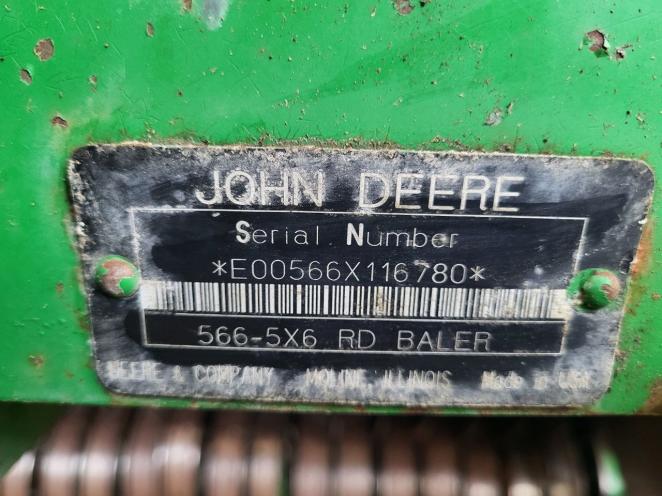 JOHN DEERE
Serial Number
*E00566X116780*
566-5X6 RD BALER
DEERE & COMPANY MOLINE, ILLINOIS Made in USA